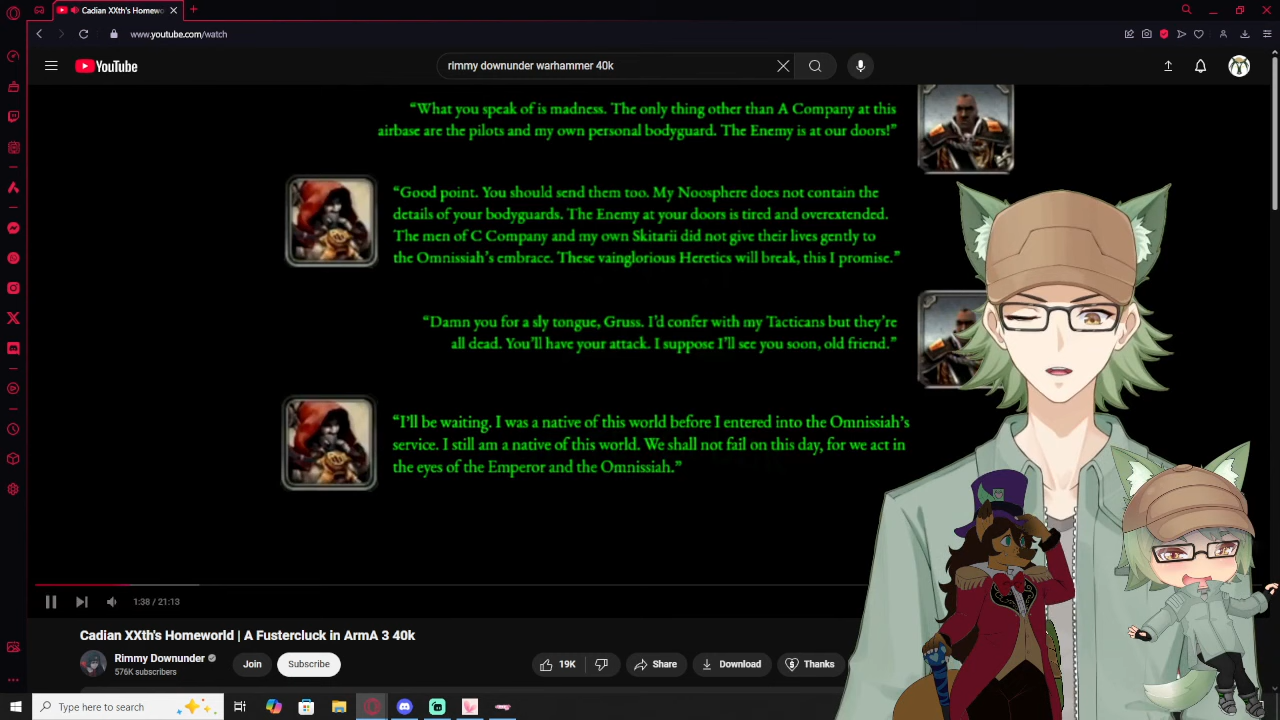 Cadian XXth's Homewo
www.youtube.com/watch
YouTube
rimmy downunder warhammer 40k
“What you speak of is madness. The only thing other than A Company at this
airbase are the pilots and my own personal bodyguard. The Enemy is at our doors!”
“Good point. You should send them too. My Noosphere does not contain the
details of your bodyguards. The Enemy at your doors is tired and overextended.
The men of C Company and my own Skitarii did not give their lives gently to
the Omnissiah's embrace. These vainglorious Heretics will break, this I promise.”
“Damn you for a sly tongue, Gruss. I'd confer with my Tacticans but they're
all dead. You'll have your attack. I suppose I'll see you soon, old friend.”
“I'll be waiting. I was a native of this world before I entered into the Omnissiah's
service. I still am a native of this world. We shall not fail on this day, for we act in
the eyes of the Emperor and the Omnissiah.”
1:38 / 21:13
Cadian XXth's Homeworld | A Fustercluck in ArmA 3 40k
Rimmy Downunder
576K subscribers
Join
Subscribe
19K
Share
Download
Thanks
Type here to search